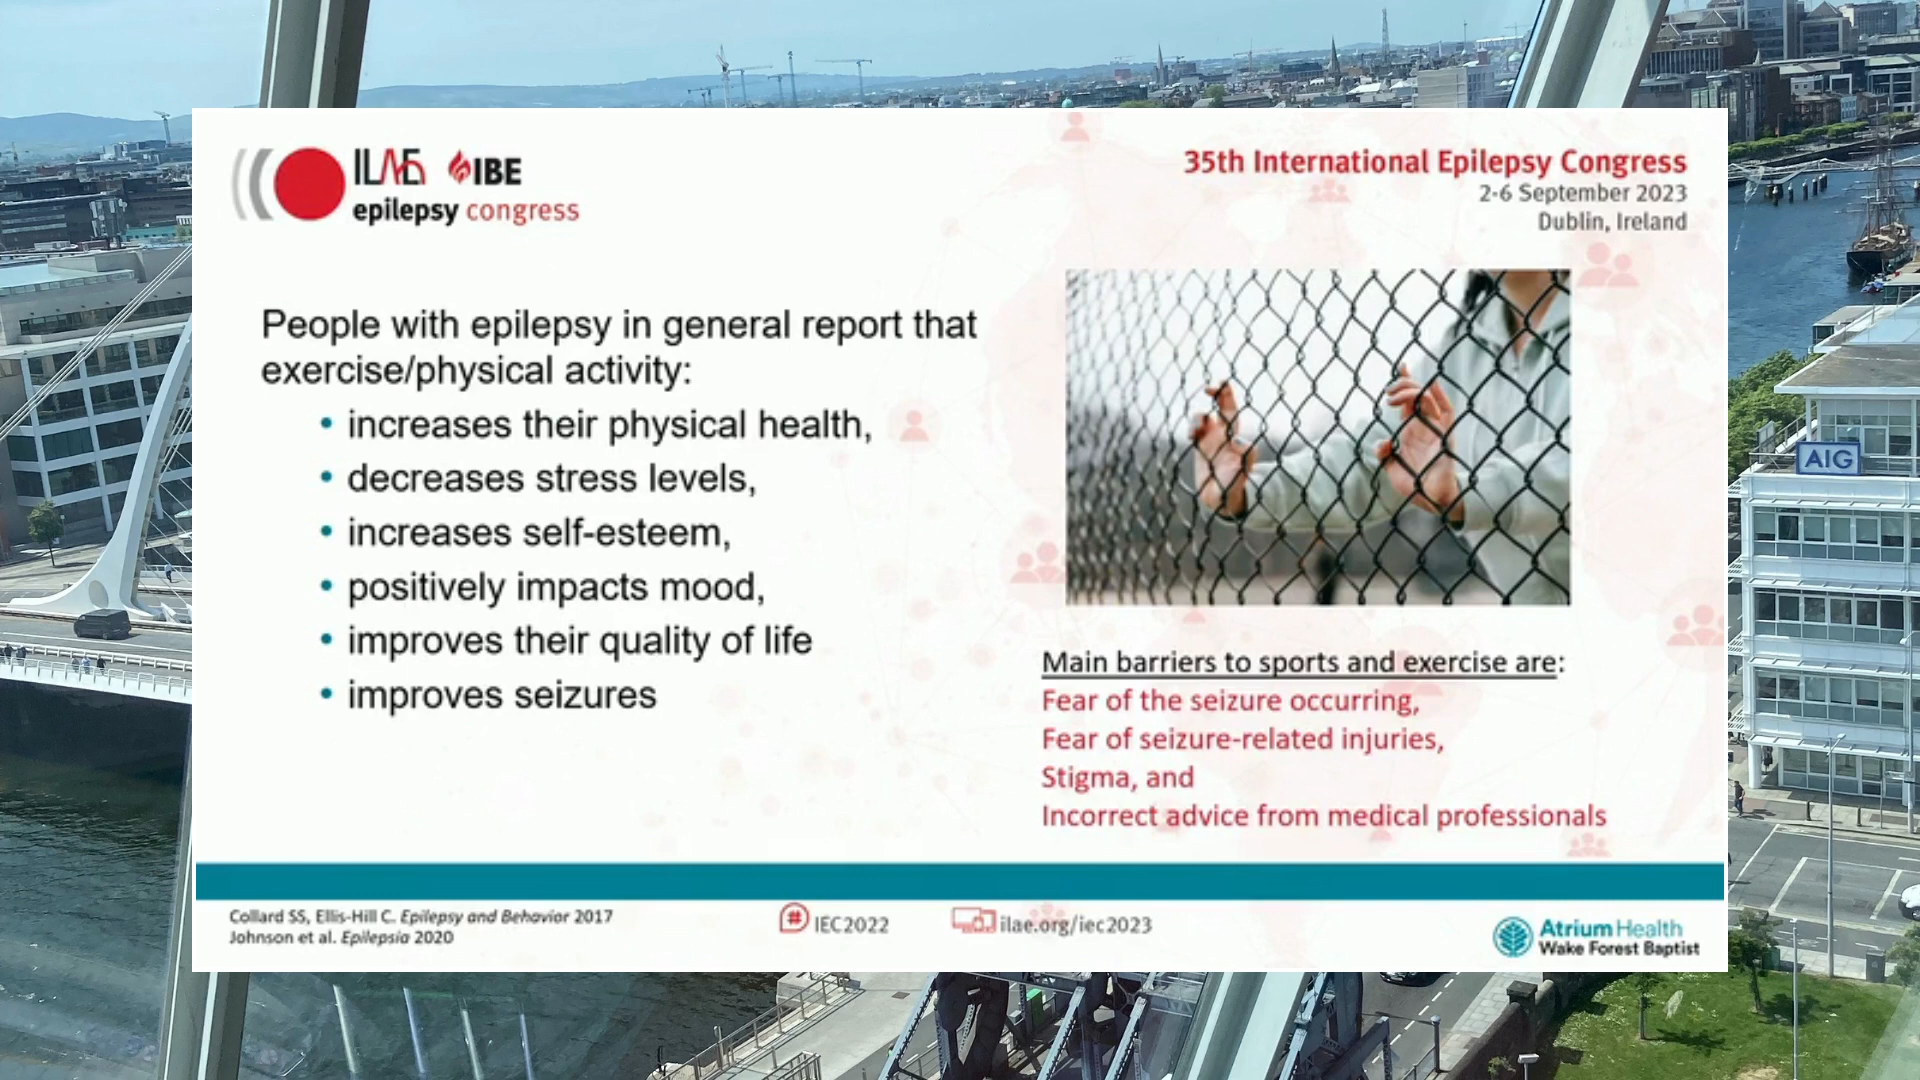 ILAE IBE
epilepsy congress
35th International Epilepsy Congress
2-6 September 2023
Dublin, Ireland
People with epilepsy in general report that
exercise/physical activity:
• increases their physical health,
• decreases stress levels,
• increases self-esteem,
• positively impacts mood,
• improves their quality of life
• improves seizures
Main barriers to sports and exercise are:
Fear of the seizure occurring,
Fear of seizure-related injuries,
Stigma, and
Incorrect advice from medical professionals
Collard SS, Ellis-Hill C. Epilepsy and Behavior 2017
Johnson et al. Epilepsia 2020
# IEC2022
ilae.org/iec2023
Atrium Health
Wake Forest Baptist
AIG